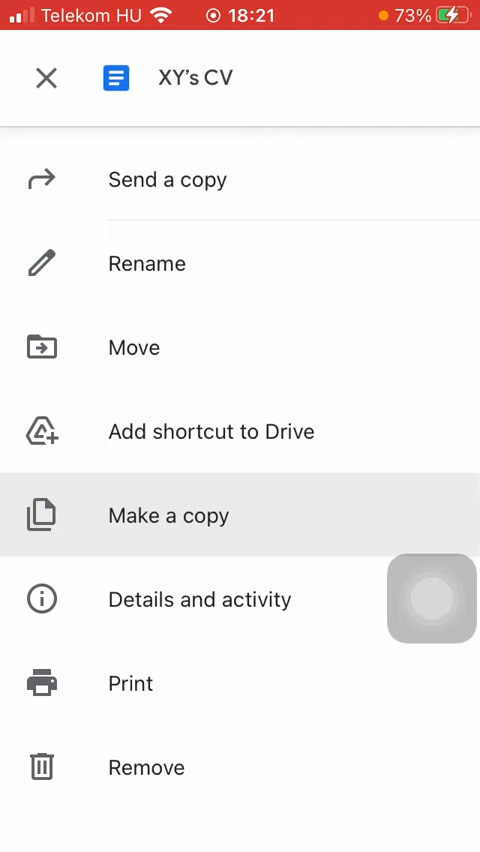 Telekom HU 18:21 73%
XY's CV
Send a copy
Rename
Move
Add shortcut to Drive
Make a copy
Details and activity
Print
Remove